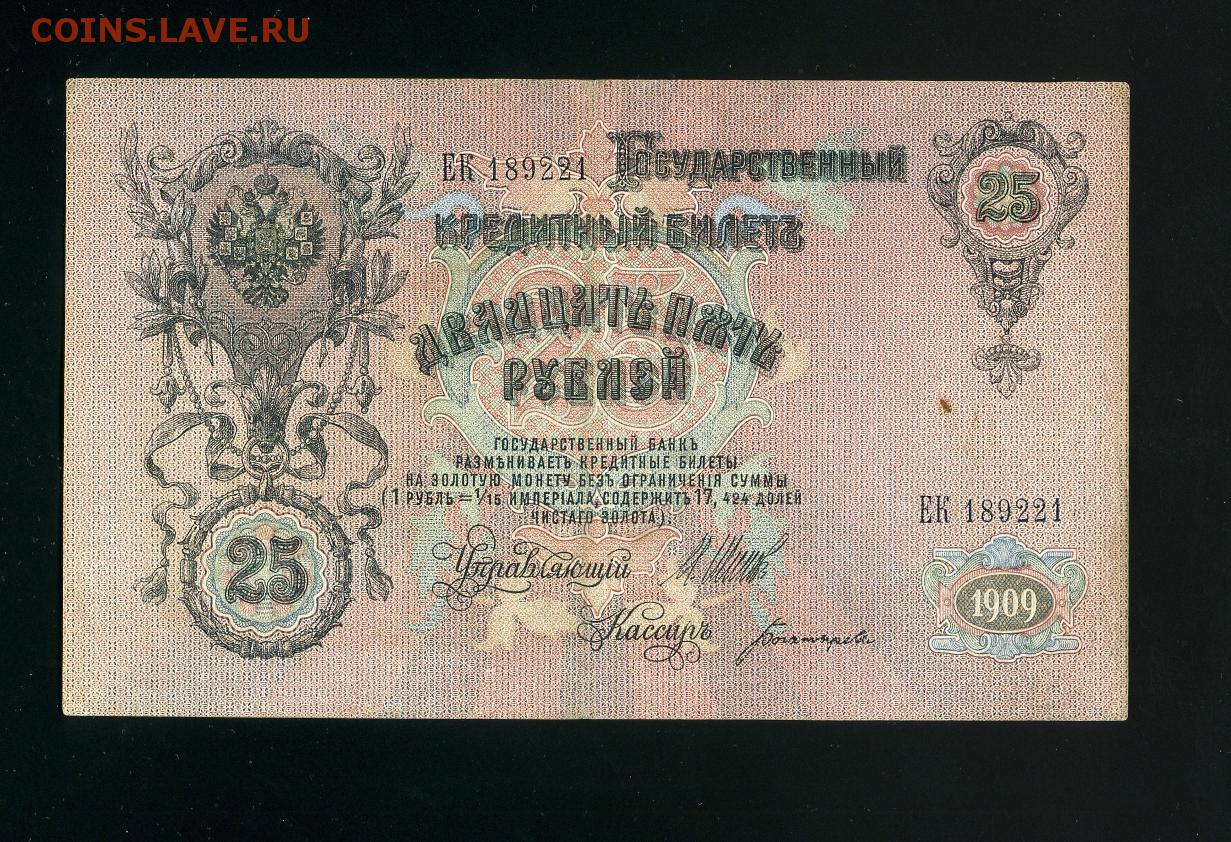 COINS.LAVE.RU
ЕК 189221 Государственный
25
кредитный билетъ
25
Двадцать пять
рублей
ГОСУДАРСТВЕННЫЙ БАНКЪ
РАЗМѢНИВАЕТЪ КРЕДИТНЫЕ БИЛЕТЫ
НА ЗОЛОТУЮ МОНЕТУ БЕЗЪ ОГРАНИЧЕНІЯ СУММЫ
(1 РУБЛЬ = 1/15 ИМПЕРІАЛА, СОДЕРЖИТЪ 17, 424 ДОЛЕЙ
ЧИСТАГО ЗОЛОТА).
ЕК 189221
25
Управляющій
1909
Кассиръ